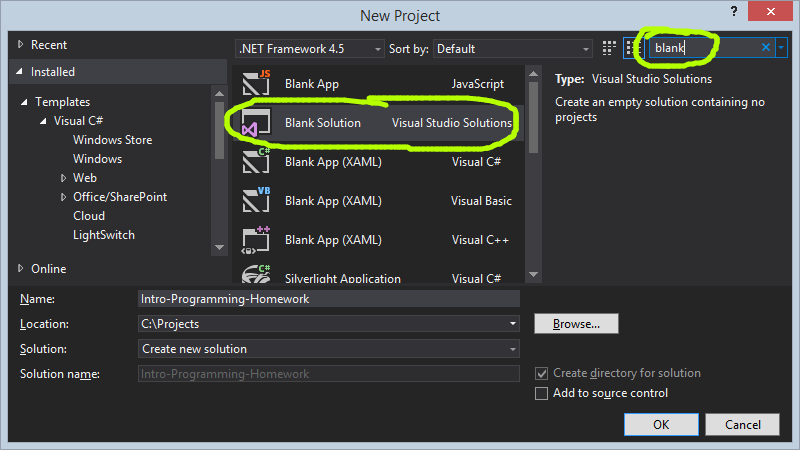 New Project
?
Recent
.NET Framework 4.5
Sort by:
Default
blank
Installed
Templates
Visual C#
Windows Store
Windows
Web
Office/SharePoint
Cloud
LightSwitch
Online
JS
Blank App
JavaScript
Blank Solution
Visual Studio Solutions
C#
Blank App (XAML)
Visual C#
VB
Blank App (XAML)
Visual Basic
++
Blank App (XAML)
Visual C++
C#
Silverlight Application
Visual C#
Type: Visual Studio Solutions
Create an empty solution containing no
projects
Name:
Intro-Programming-Homework
Location:
C:\Projects
Browse...
Solution:
Create new solution
Solution name:
Intro-Programming-Homework
Create directory for solution
Add to source control
OK
Cancel